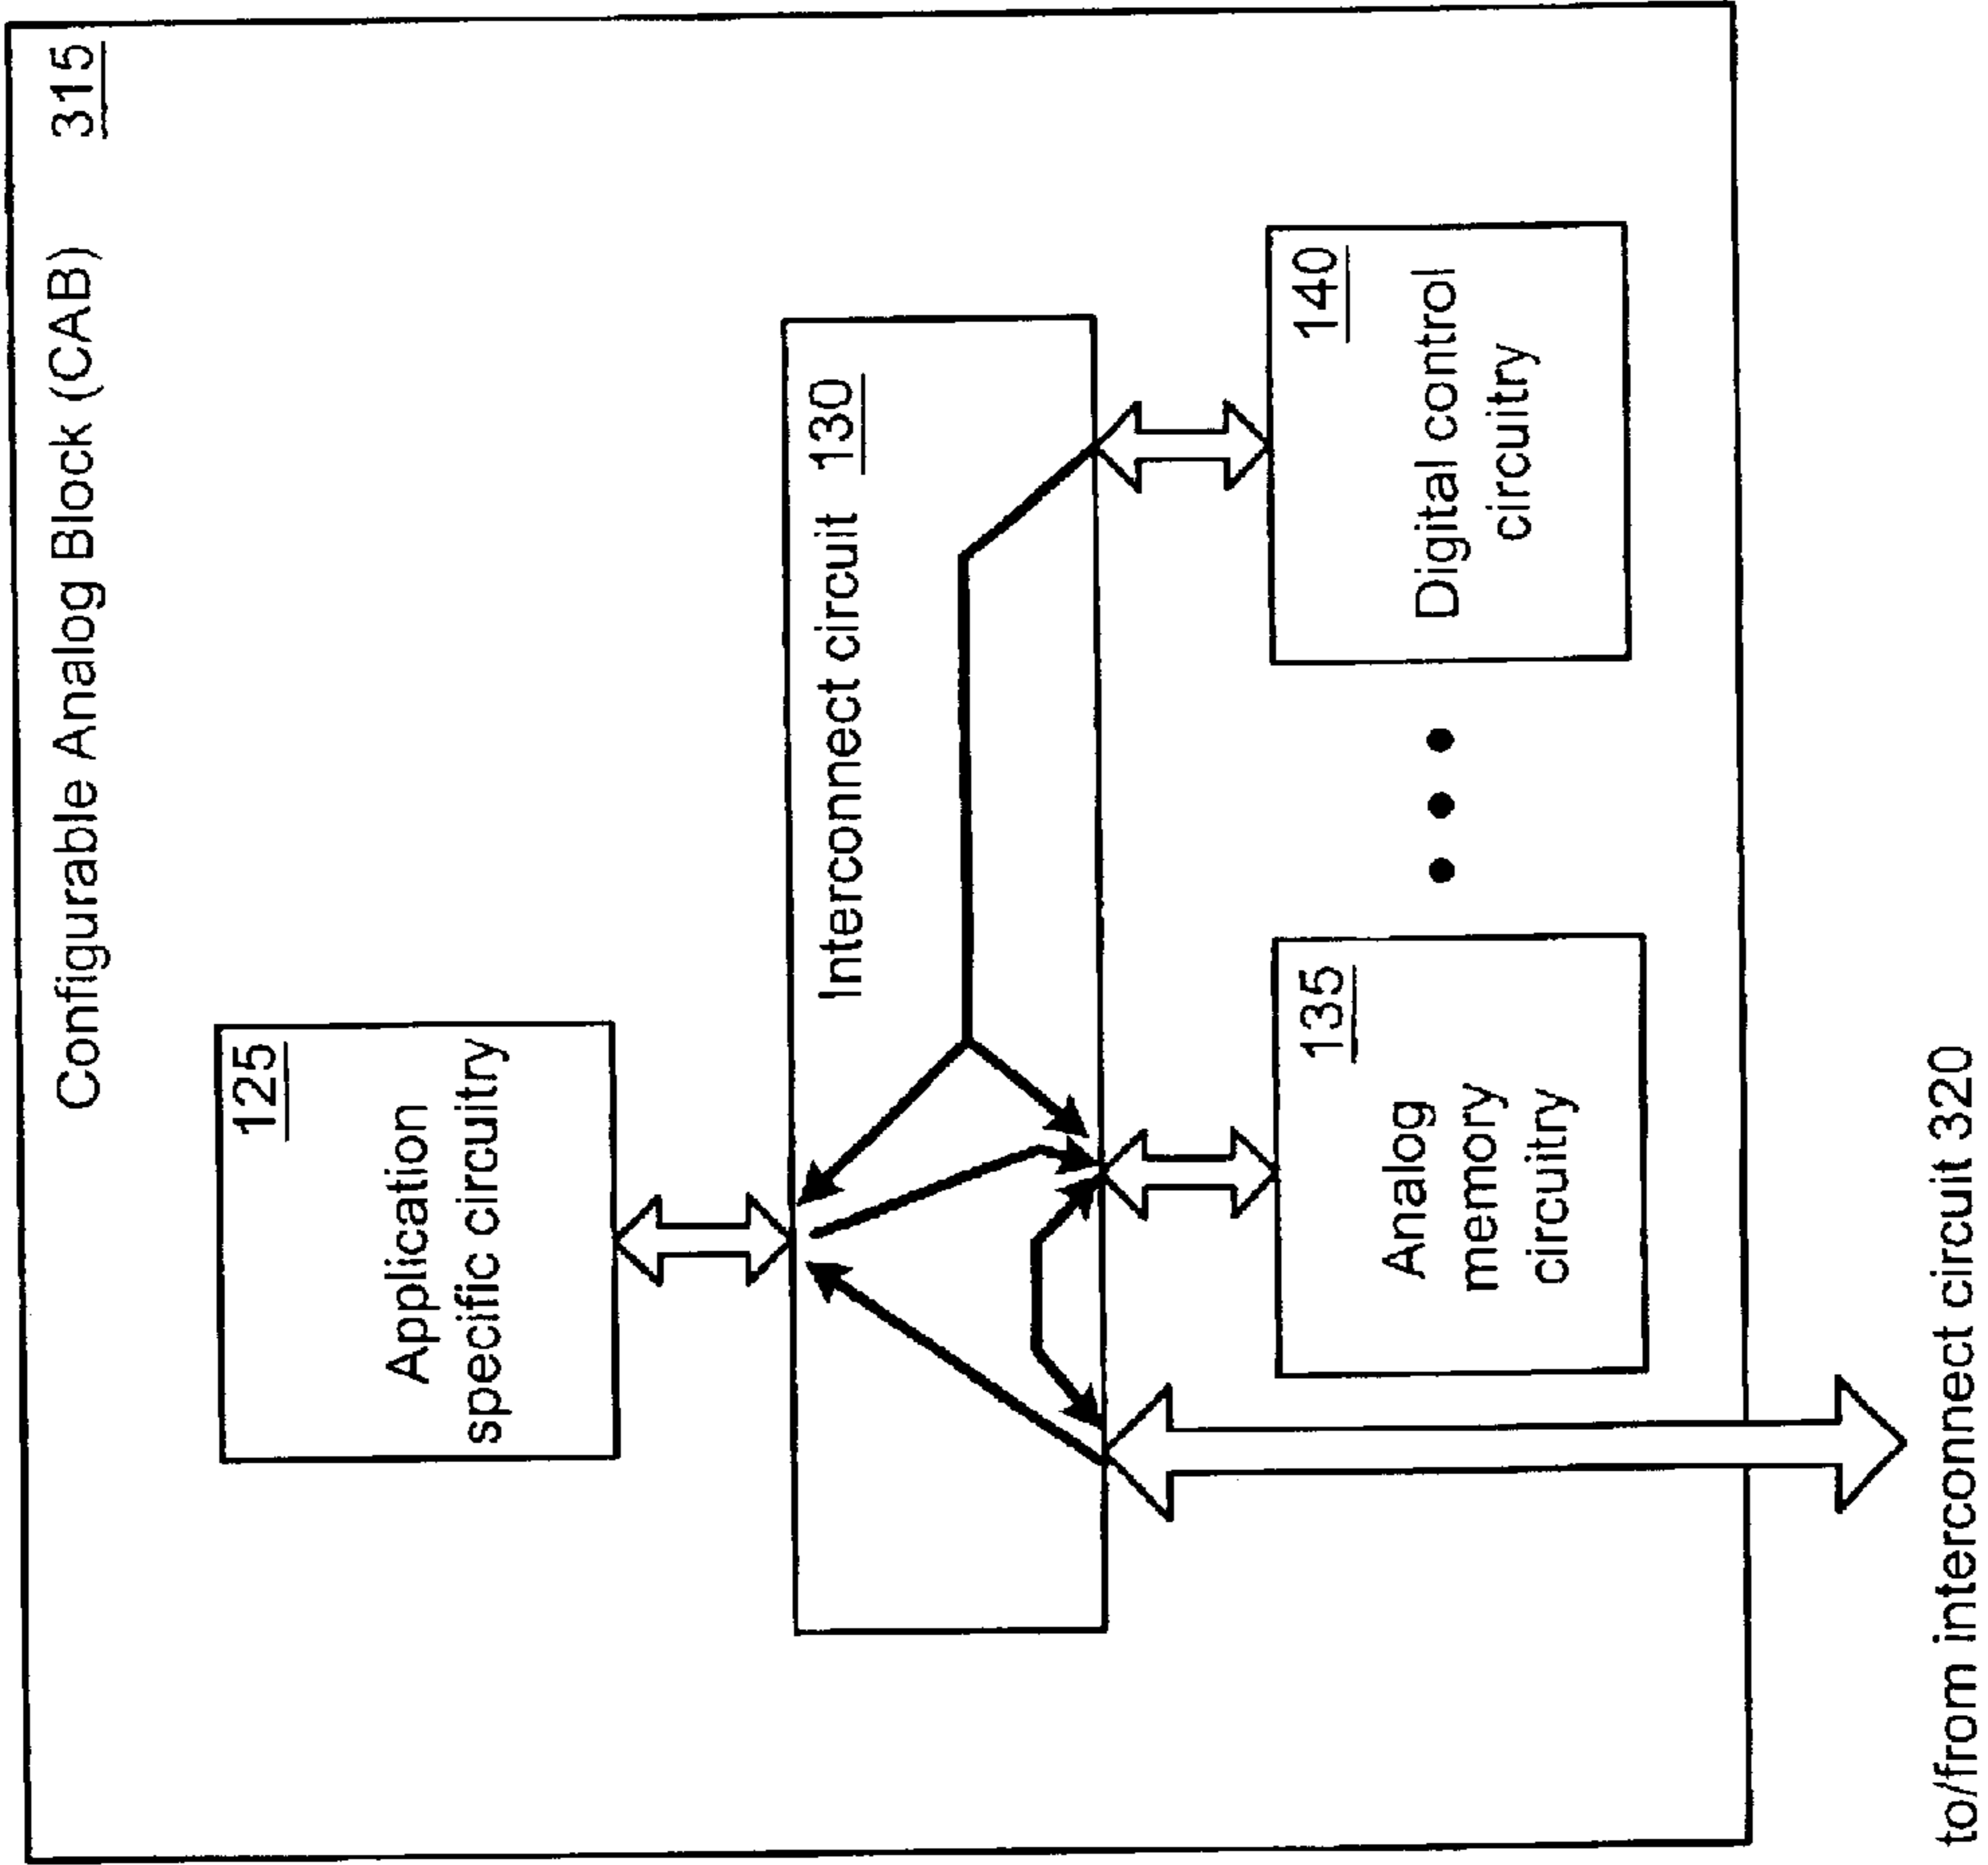 Configurable Analog Block (CAB) 315
125
Application
specific circuitry
Interconnect circuit 130
135
Analog
memory
circuitry
140
Digital control
circuitry
to/from interconnect circuit 320